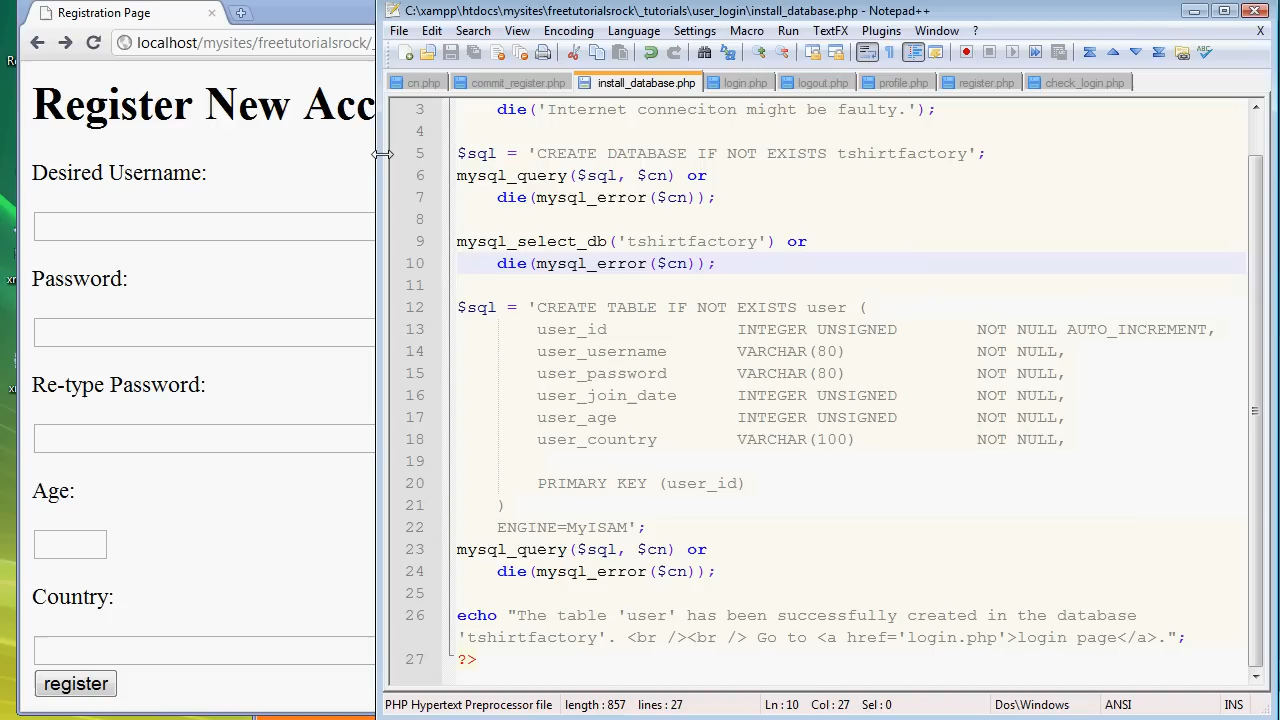 Registration Page
localhost/mysites/freetutorialsrock/_
Register New Acc
Desired Username:
Password:
Re-type Password:
Age:
Country:
register
C:\xampp\htdocs\mysites\freetutorialsrock\_tutorials\user_login\install_database.php - Notepad++
File Edit Search View Encoding Language Settings Macro Run TextFX Plugins Window ? X
cn.php commit_register.php install_database.php login.php logout.php profile.php register.php check_login.php
3 die('Internet conneciton might be faulty.');
4
5 $sql = 'CREATE DATABASE IF NOT EXISTS tshirtfactory';
6 mysql_query($sql, $cn) or
7 die(mysql_error($cn));
8
9 mysql_select_db('tshirtfactory') or
10 die(mysql_error($cn));
11
12 $sql = 'CREATE TABLE IF NOT EXISTS user (
13 user_id INTEGER UNSIGNED NOT NULL AUTO_INCREMENT,
14 user_username VARCHAR(80) NOT NULL,
15 user_password VARCHAR(80) NOT NULL,
16 user_join_date INTEGER UNSIGNED NOT NULL,
17 user_age INTEGER UNSIGNED NOT NULL,
18 user_country VARCHAR(100) NOT NULL,
19
20 PRIMARY KEY (user_id)
21 )
22 ENGINE=MyISAM';
23 mysql_query($sql, $cn) or
24 die(mysql_error($cn));
25
26 echo "The table 'user' has been successfully created in the database
'tshirtfactory'. <br /><br /> Go to <a href='login.php'>login page</a>.";
27 ?>
PHP Hypertext Preprocessor file length : 857 lines : 27 Ln : 10 Col : 27 Sel : 0 Dos\Windows ANSI INS